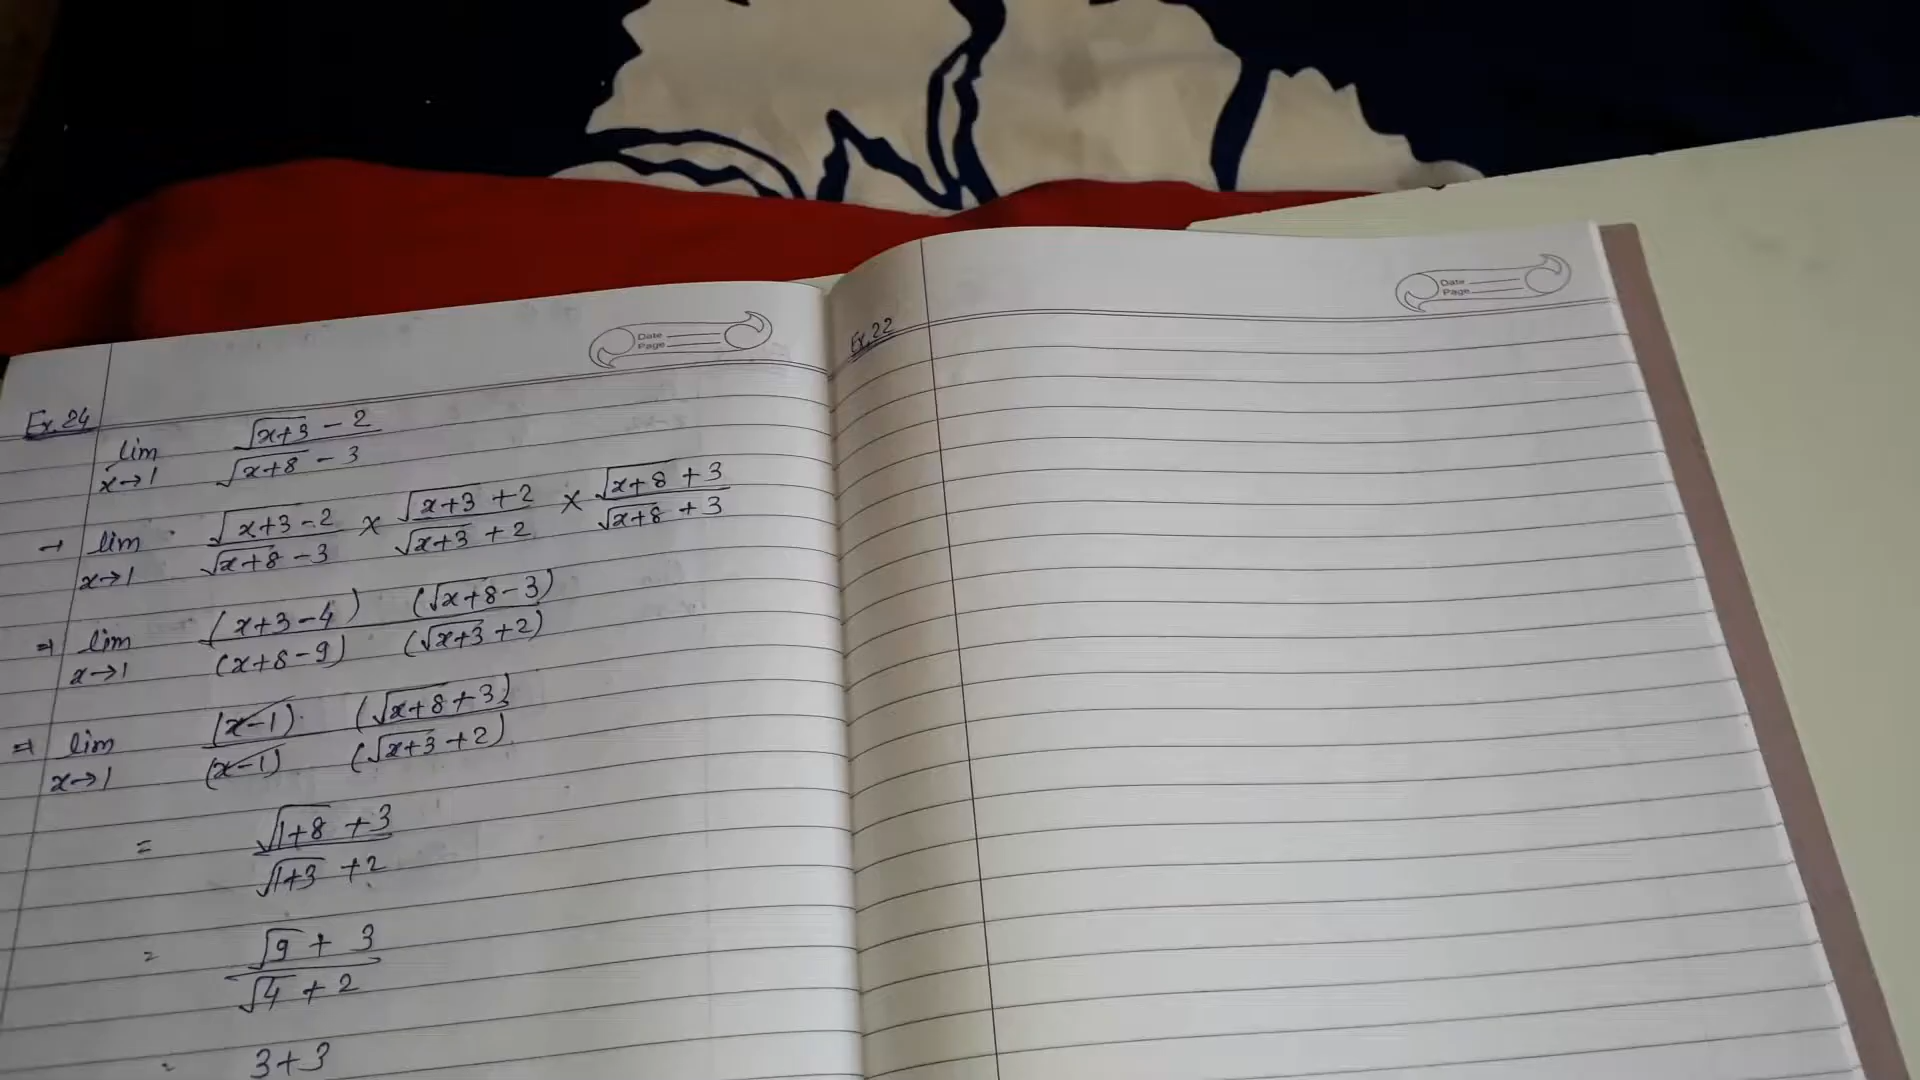 Date
Page
Ex.24
lim x→1 (√x+3 - 2)/(√x+8 - 3)
→ lim x→1 (√x+3-2)/(√x+8 - 3) × (√x+3 + 2)/(√x+3 + 2) × (√x+8 + 3)/(√x+8 + 3)
⇒ lim x→1 (x+3-4) (√x+8-3) / (x+8-9) (√x+3+2)
⇒ lim x→1 (x-1) (√x+8+3) / (x-1) (√x+3+2)
= (√1+8 + 3)/(√1+3 + 2)
= (√9 + 3)/(√4 + 2)
= 3+3
Date
Page
Ex.22